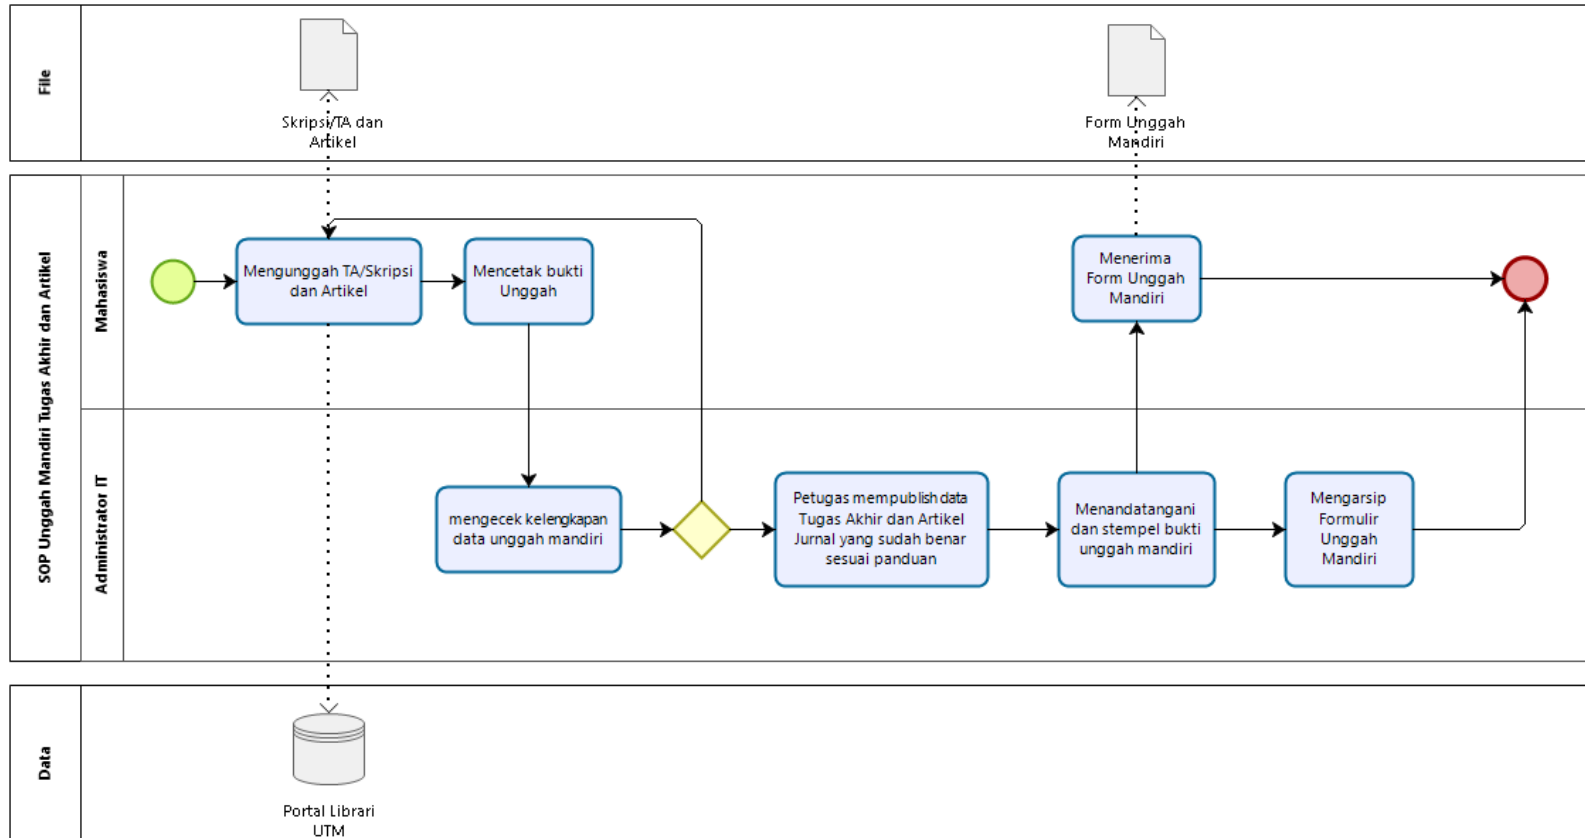 File
Skripsi/TA dan
Artikel
Form Unggah
Mandiri
SOP Unggah Mandiri Tugas Akhir dan Artikel
Mahasiswa
Mengunggah TA/Skripsi
dan Artikel
Mencetak bukti
Unggah
Menerima
Form Unggah
Mandiri
Administrator IT
mengecek kelengkapan
data unggah mandiri
Petugas mempublish data
Tugas Akhir dan Artikel
Jurnal yang sudah benar
sesuai panduan
Menandatangani
dan stempel bukti
unggah mandiri
Mengarsip
Formulir
Unggah
Mandiri
Data
Portal Librari
UTM